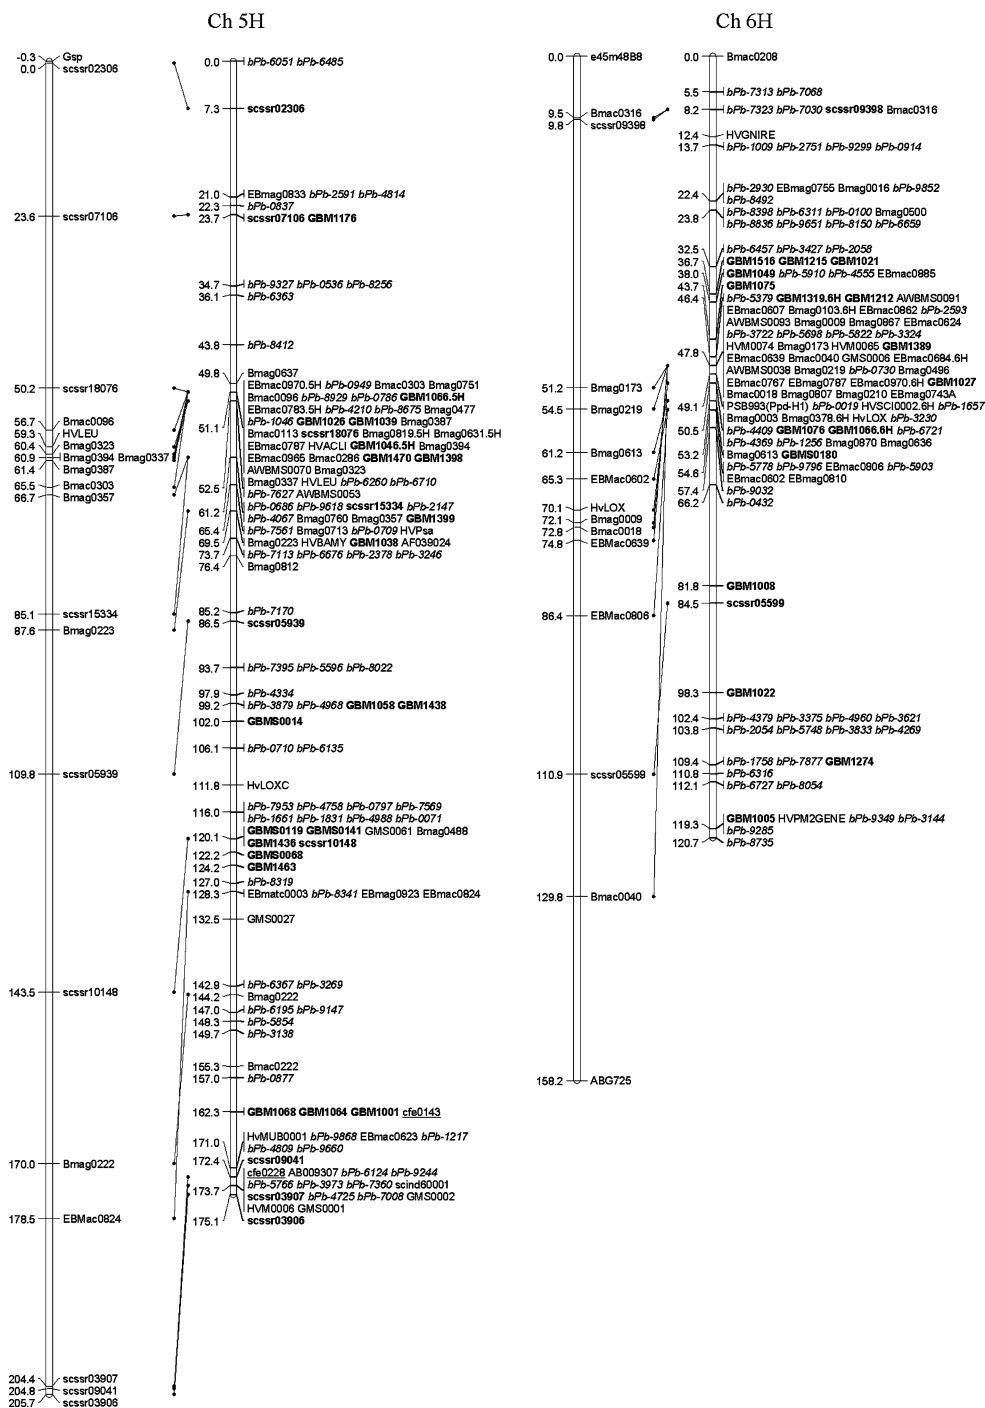 Ch 5H
-0.3 Gsp
0.0 scssr02306
23.6 scssr07106
50.2 scssr18076
56.7 Bmac0096
59.3 HVLEU
60.4 Bmag0323
60.9 Bmag0394 Bmag0337
61.4 Bmag0387
65.5 Bmac0303
66.7 Bmag0357
85.1 scssr15334
87.6 Bmag0223
109.8 scssr05939
143.5 scssr10148
170.0 Bmag0222
178.5 EBMac0824
204.4 scssr03907
204.8 scssr09041
205.7 scssr03906
0.0 bPb-6051 bPb-6485
7.3 scssr02306
21.0 EBmag0833 bPb-2591 bPb-4814
22.3 bPb-0837
23.7 scssr07106 GBM1176
34.7 bPb-9327 bPb-0536 bPb-8256
36.1 bPb-6363
43.8 bPb-8412
49.8 Bmag0637
EBmac0970.5H bPb-0949 Bmac0303 Bmag0751
Bmac0096 bPb-8929 bPb-0786 GBM1066.5H
EBmac0783.5H bPb-4210 bPb-8675 Bmag0477
51.1 bPb-1046 GBM1026 GBM1039 Bmag0387
Bmac0113 scssr18076 Bmag0819.5H Bmag0631.5H
EBmac0787 HVACLI GBM1046.5H Bmag0394
EBmac0965 Bmac0286 GBM1470 GBM1398
AWBMS0070 Bmag0323
52.5 Bmag0337 HVLEU bPb-6260 bPb-6710
bPb-7627 AWBMS0053
61.2 bPb-0686 bPb-9618 scssr15334 bPb-2147
bPb-4067 Bmag0760 Bmag0357 GBM1399
65.4 bPb-7561 Bmag0713 bPb-0709 HVPsa
69.5 Bmag0223 HVBAMY GBM1038 AF039024
73.7 bPb-7113 bPb-6676 bPb-2378 bPb-3246
76.4 Bmag0812
85.2 bPb-7170
86.5 scssr05939
93.7 bPb-7395 bPb-5596 bPb-8022
97.9 bPb-4334
99.2 bPb-3879 bPb-4968 GBM1058 GBM1438
102.0 GBMS0014
106.1 bPb-0710 bPb-6135
111.8 HvLOXC
116.0 bPb-7953 bPb-4758 bPb-0797 bPb-7569
bPb-1661 bPb-1831 bPb-4988 bPb-0071
120.1 GBMS0119 GBMS0141 GMS0061 Bmag0488
GBM1436 scssr10148
122.2 GBMS0068
124.2 GBM1463
127.0 bPb-8319
128.3 EBmatc0003 bPb-8341 EBmag0923 EBmac0824
132.5 GMS0027
142.9 bPb-6367 bPb-3269
144.2 Bmag0222
147.0 bPb-6195 bPb-9147
148.3 bPb-5854
149.7 bPb-3138
155.3 Bmac0222
157.0 bPb-0877
162.3 GBM1068 GBM1064 GBM1001 cfe0143
171.0 HvMUB0001 bPb-9868 EBmac0623 bPb-1217
bPb-4809 bPb-9660
172.4 scssr09041
cfe0228 AB009307 bPb-6124 bPb-9244
173.7 bPb-5766 bPb-3973 bPb-7360 scind60001
scssr03907 bPb-4725 bPb-7008 GMS0002
HVM0006 GMS0001
175.1 scssr03906
Ch 6H
0.0 e45m48B8
9.5 Bmac0316
9.8 scssr09398
51.2 Bmag0173
54.5 Bmag0219
61.2 Bmag0613
65.3 EBMac0602
70.1 HvLOX
72.1 Bmag0009
72.8 Bmac0018
74.8 EBMac0639
86.4 EBMac0806
110.9 scssr05599
129.8 Bmac0040
158.2 ABG725
0.0 Bmac0208
5.5 bPb-7313 bPb-7068
8.2 bPb-7323 bPb-7030 scssr09398 Bmac0316
12.4 HVGNIRE
13.7 bPb-1009 bPb-2751 bPb-9299 bPb-0914
22.4 bPb-2930 EBmag0755 Bmag0016 bPb-9852
bPb-8492
23.8 bPb-8398 bPb-6311 bPb-0100 Bmag0500
bPb-8836 bPb-9651 bPb-8150 bPb-6659
32.5 bPb-6457 bPb-3427 bPb-2058
36.7 GBM1516 GBM1215 GBM1021
38.0 GBM1049 bPb-5910 bPb-4555 EBmac0885
43.7 GBM1075
46.4 bPb-5379 GBM1319.6H GBM1212 AWBMS0091
EBmac0607 Bmag0103.6H EBmac0862 bPb-2593
AWBMS0093 Bmag0009 Bmag0867 EBmac0624
bPb-3722 bPb-5698 bPb-5822 bPb-3324
47.8 HVM0074 Bmag0173 HVM0065 GBM1389
EBmac0639 Bmac0040 GMS0006 EBmac0684.6H
AWBMS0038 Bmag0219 bPb-0730 Bmag0496
EBmac0767 EBmag0787 EBmac0970.6H GBM1027
Bmac0018 Bmag0807 Bmag0210 EBmag0743A
49.1 PSB993(Ppd-H1) bPb-0019 HVSCI0002.6H bPb-1657
Bmag0003 Bmag0378.6H HvLOX bPb-3230
50.5 bPb-4409 GBM1076 GBM1066.6H bPb-6721
bPb-4369 bPb-1256 Bmag0870 Bmag0636
53.2 Bmag0613 GBMS0180
54.6 bPb-5778 bPb-9796 EBmac0806 bPb-5903
EBmac0602 EBmag0810
57.4 bPb-9032
66.2 bPb-0432
81.8 GBM1008
84.5 scssr05599
98.3 GBM1022
102.4 bPb-4379 bPb-3375 bPb-4960 bPb-3621
103.8 bPb-2054 bPb-5748 bPb-3833 bPb-4269
109.4 bPb-1758 bPb-7877 GBM1274
110.8 bPb-6316
112.1 bPb-6727 bPb-8054
119.3 GBM1005 HVPM2GENE bPb-9349 bPb-3144
bPb-9285
120.7 bPb-8735